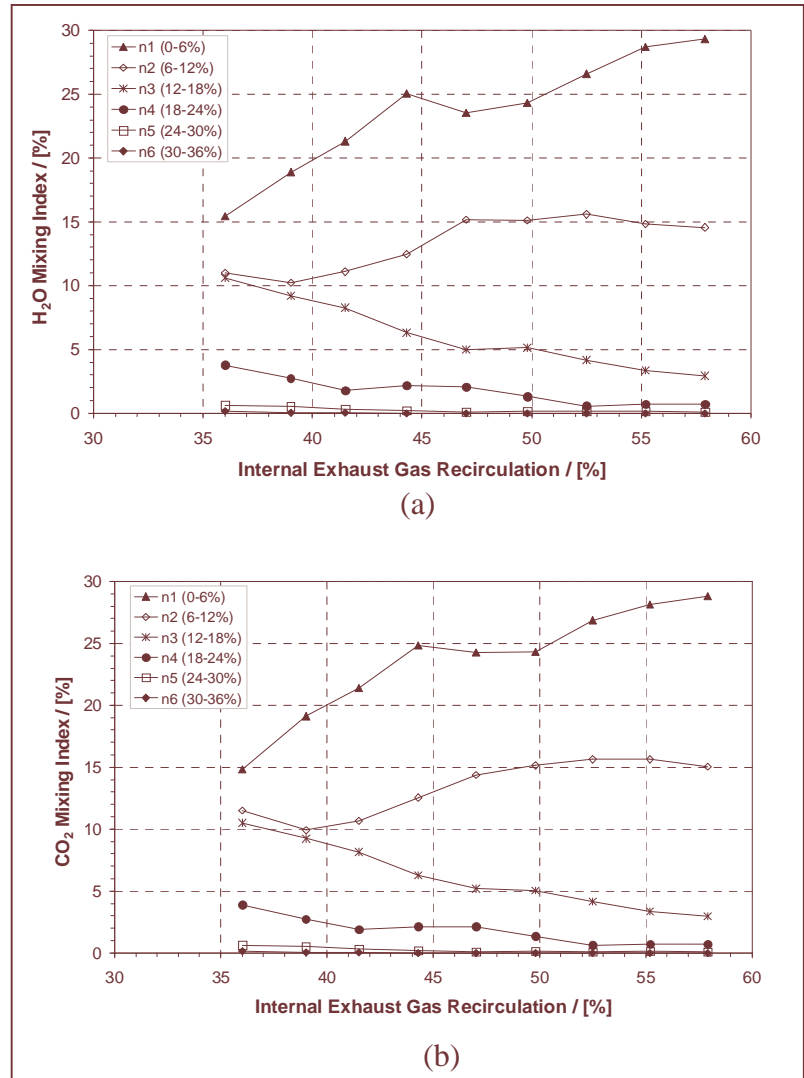 30
25
20
15
10
5
0
H₂O Mixing Index / [%]
n1 (0-6%)
n2 (6-12%)
n3 (12-18%)
n4 (18-24%)
n5 (24-30%)
n6 (30-36%)
30 35 40 45 50 55 60
Internal Exhaust Gas Recirculation / [%]
(a)
30
25
20
15
10
5
0
CO₂ Mixing Index / [%]
n1 (0-6%)
n2 (6-12%)
n3 (12-18%)
n4 (18-24%)
n5 (24-30%)
n6 (30-36%)
30 35 40 45 50 55 60
Internal Exhaust Gas Recirculation / [%]
(b)